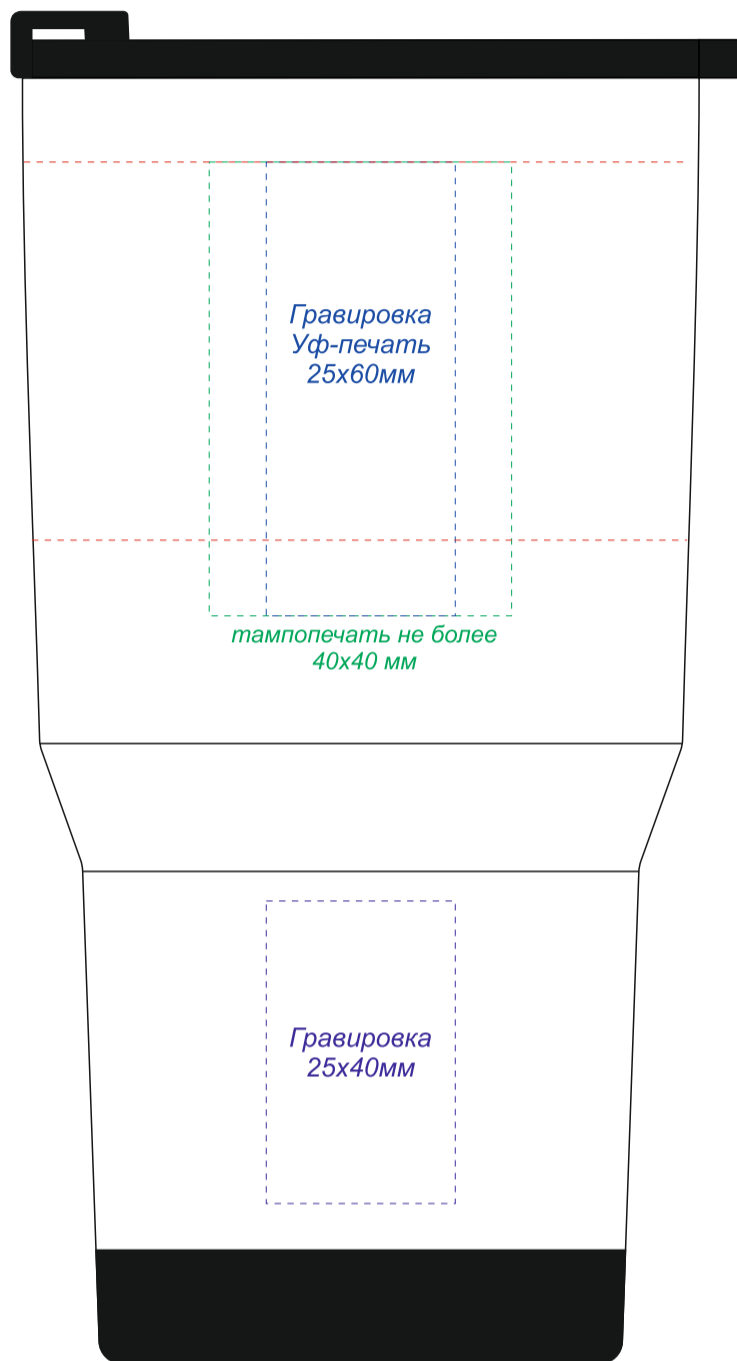 Гравировка
Уф-печать
25х60мм
тампопечать не более
40х40 мм
Гравировка
25х40мм